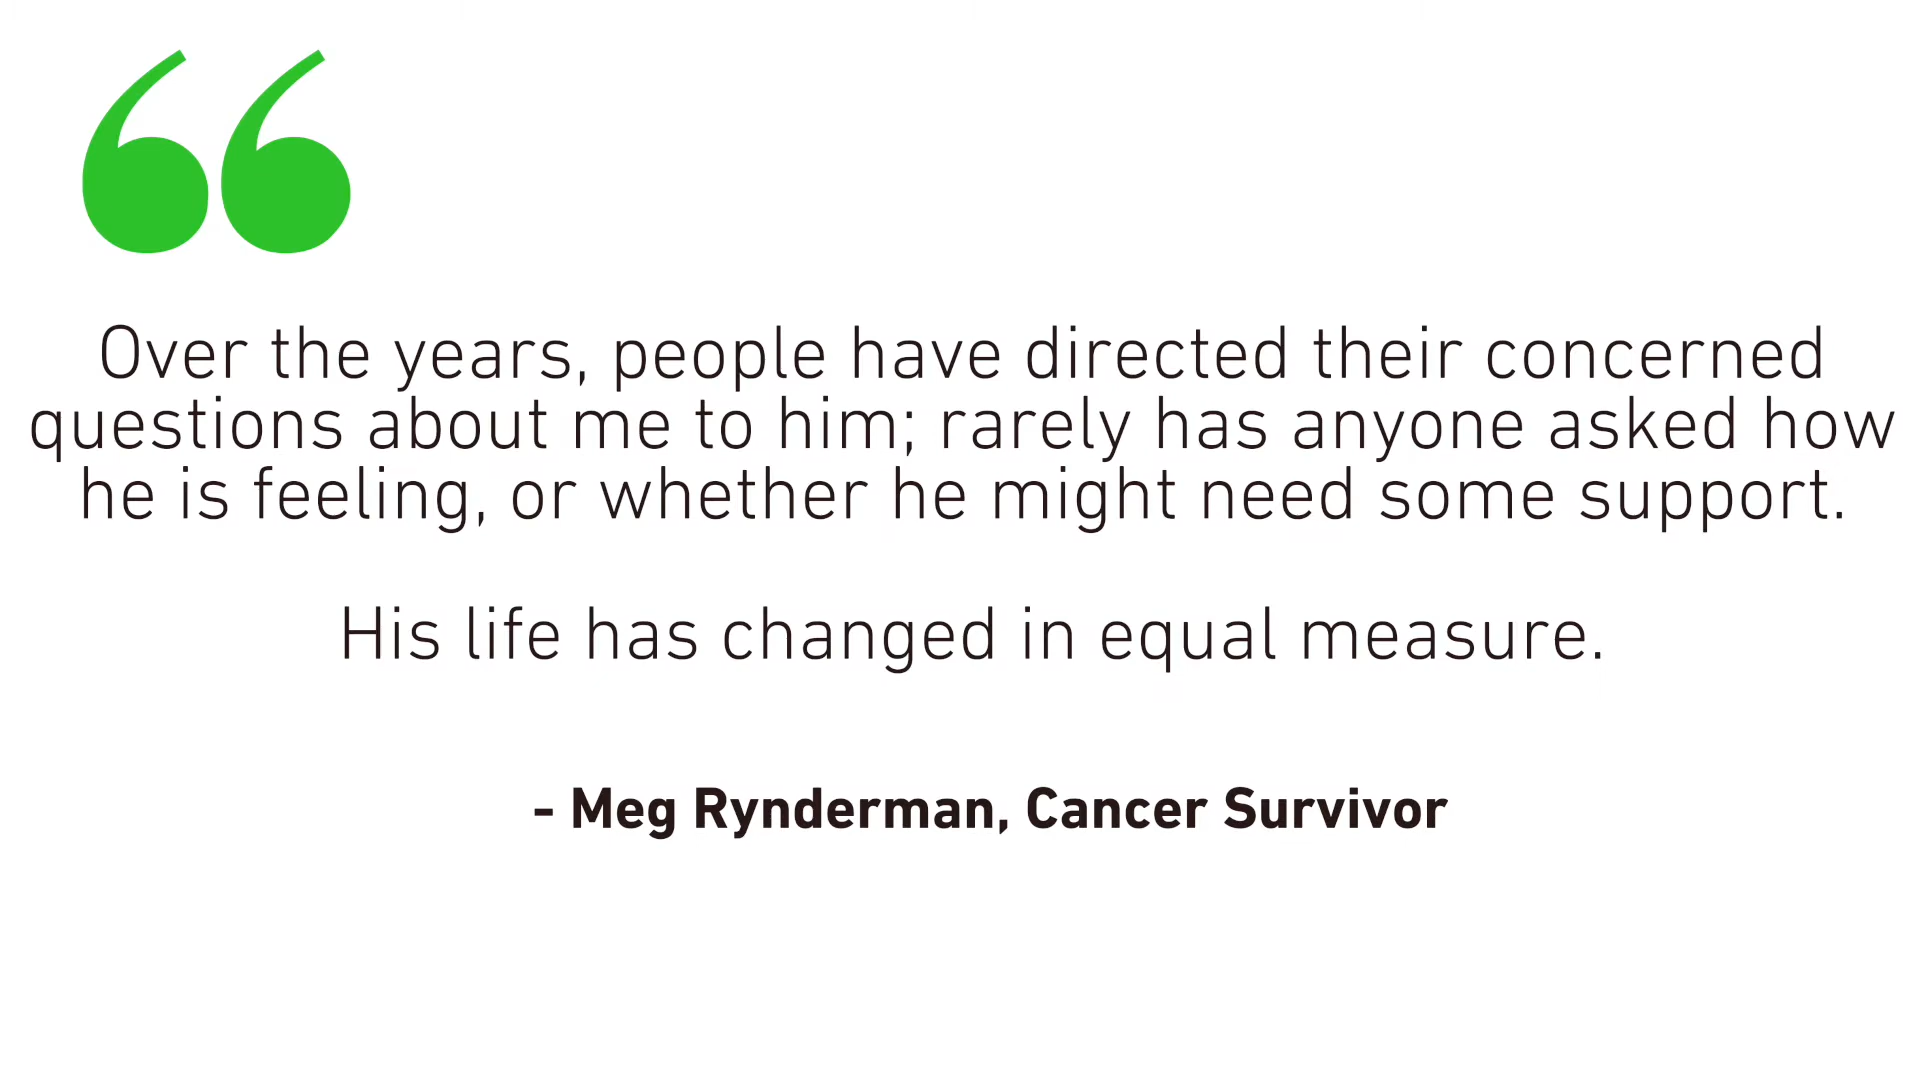 Over the years, people have directed their concerned
questions about me to him; rarely has anyone asked how
he is feeling, or whether he might need some support.
His life has changed in equal measure.
- Meg Rynderman, Cancer Survivor